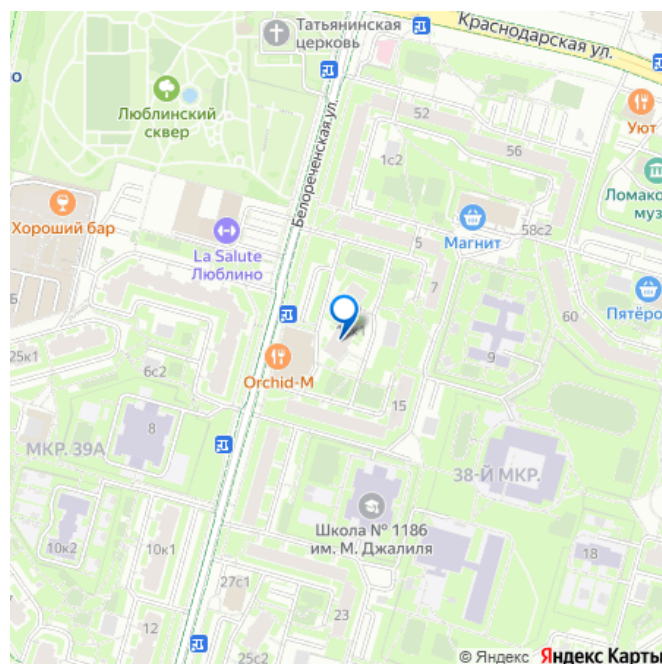 Татьянинская
церковь
Краснодарская ул.
о
Люблинский
сквер
Белореченская ул.
52
Уют
56
1с2
Ломако
муз
Хороший бар
Магнит
58с2
La Salute
Люблино
5
7
Пятёро
Б
60
25к1
9
Orchid-M
6с2
15
МКР. 39А
8
38-Й МКР.
Школа № 1186
им. М. Джалиля
10к2
10к1
18
27с1
23
12
25с2
© Яндекс Яндекс Карты